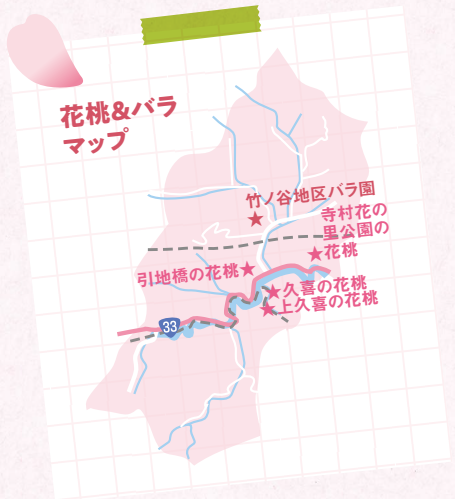 花桃&バラ
マップ
竹ノ谷地区バラ園
寺村花の
里公園の
★花桃
引地橋の花桃★
★久喜の花桃
★上久喜の花桃
33